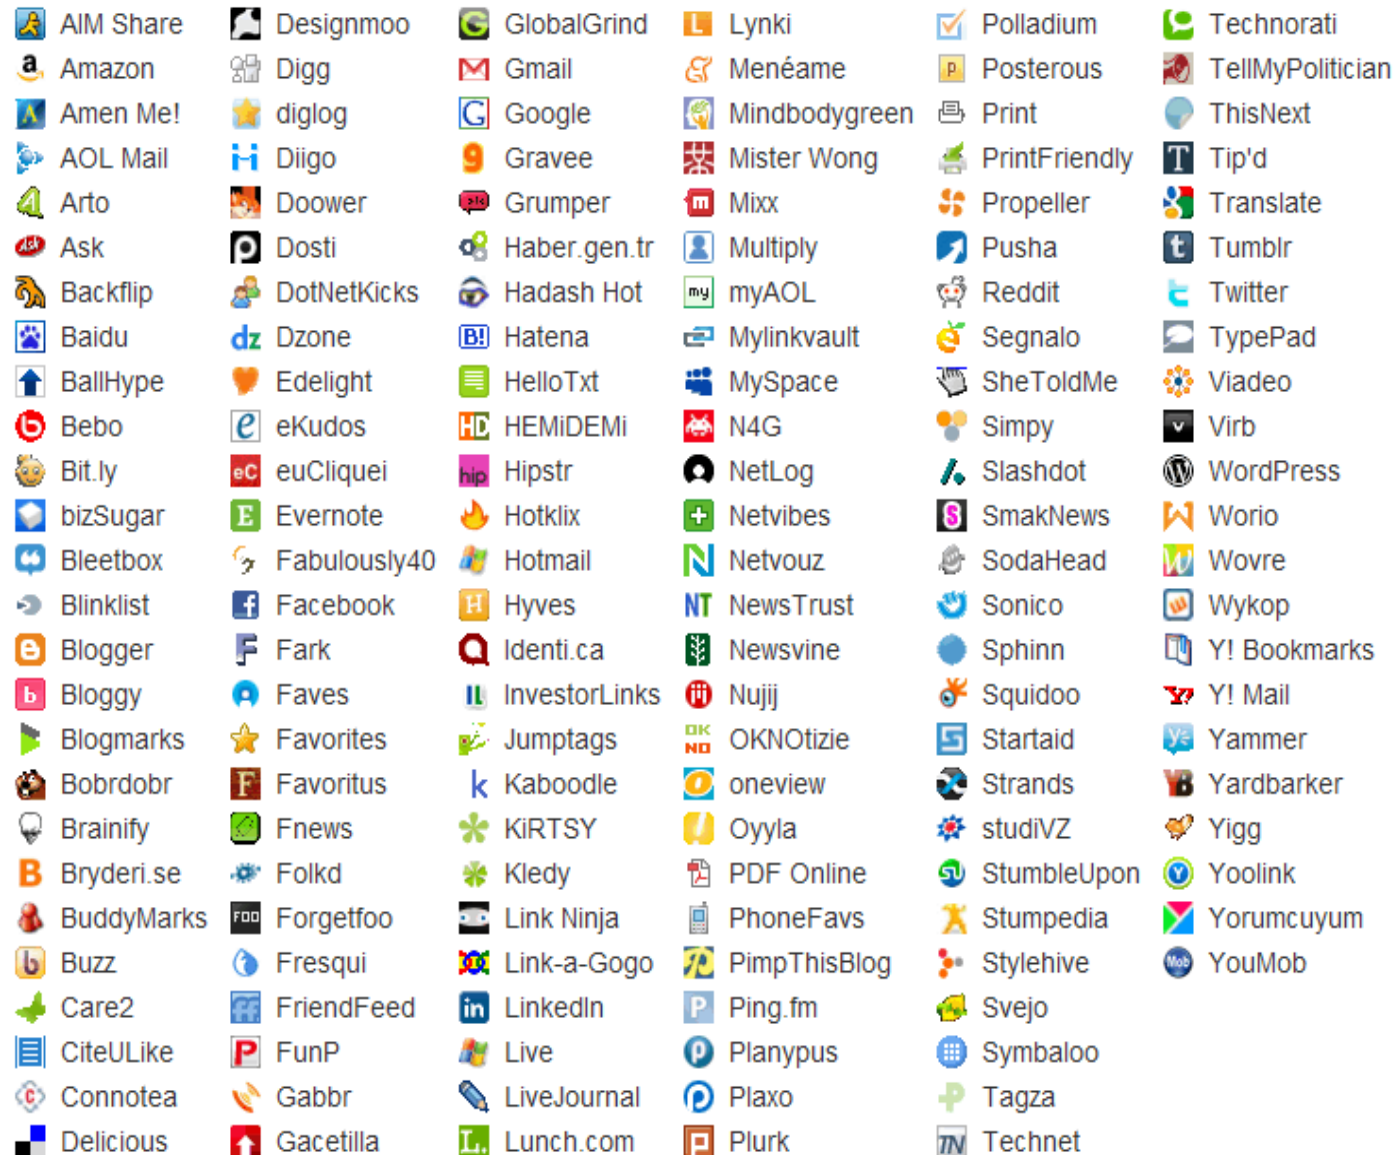 AIM Share
Amazon
Amen Me!
AOL Mail
Arto
Ask
Backflip
Baidu
BallHype
Bebo
Bit.ly
bizSugar
Bleetbox
Blinklist
Blogger
Bloggy
Blogmarks
Bobrdobr
Brainify
Bryderi.se
BuddyMarks
Buzz
Care2
CiteULike
Connotea
Delicious
Designmoo
Digg
diglog
Diigo
Doower
Dosti
DotNetKicks
Dzone
Edelight
eKudos
euCliquei
Evernote
Fabulously40
Facebook
Fark
Faves
Favorites
Favoritus
Fnews
Folkd
Forgetfoo
Fresqui
FriendFeed
FunP
Gabbr
Gacetilla
GlobalGrind
Gmail
Google
Gravee
Grumper
Haber.gen.tr
Hadash Hot
Hatena
HelloTxt
HEMiDEMi
Hipstr
Hotklix
Hotmail
Hyves
Identi.ca
InvestorLinks
Jumptags
Kaboodle
KiRTSY
Kledy
Link Ninja
Link-a-Gogo
LinkedIn
Live
LiveJournal
Lunch.com
Lynki
Menéame
Mindbodygreen
Mister Wong
Mixx
Multiply
myAOL
Mylinkvault
MySpace
N4G
NetLog
Netvibes
Netvouz
NewsTrust
Newsvine
Nujij
OKNOtizie
oneview
Oyyla
PDF Online
PhoneFavs
PimpThisBlog
Ping.fm
Planypus
Plaxo
Plurk
Polladium
Posterous
Print
PrintFriendly
Propeller
Pusha
Reddit
Segnalo
SheToldMe
Simpy
Slashdot
SmakNews
SodaHead
Sonico
Sphinn
Squidoo
Startaid
Strands
studiVZ
StumbleUpon
Stumpedia
Stylehive
Svejo
Symbaloo
Tagza
Technet
Technorati
TellMyPolitician
ThisNext
Tip'd
Translate
Tumblr
Twitter
TypePad
Viadeo
Virb
WordPress
Worio
Wovre
Wykop
Y! Bookmarks
Y! Mail
Yammer
Yardbarker
Yigg
Yoolink
Yorumcuyum
YouMob